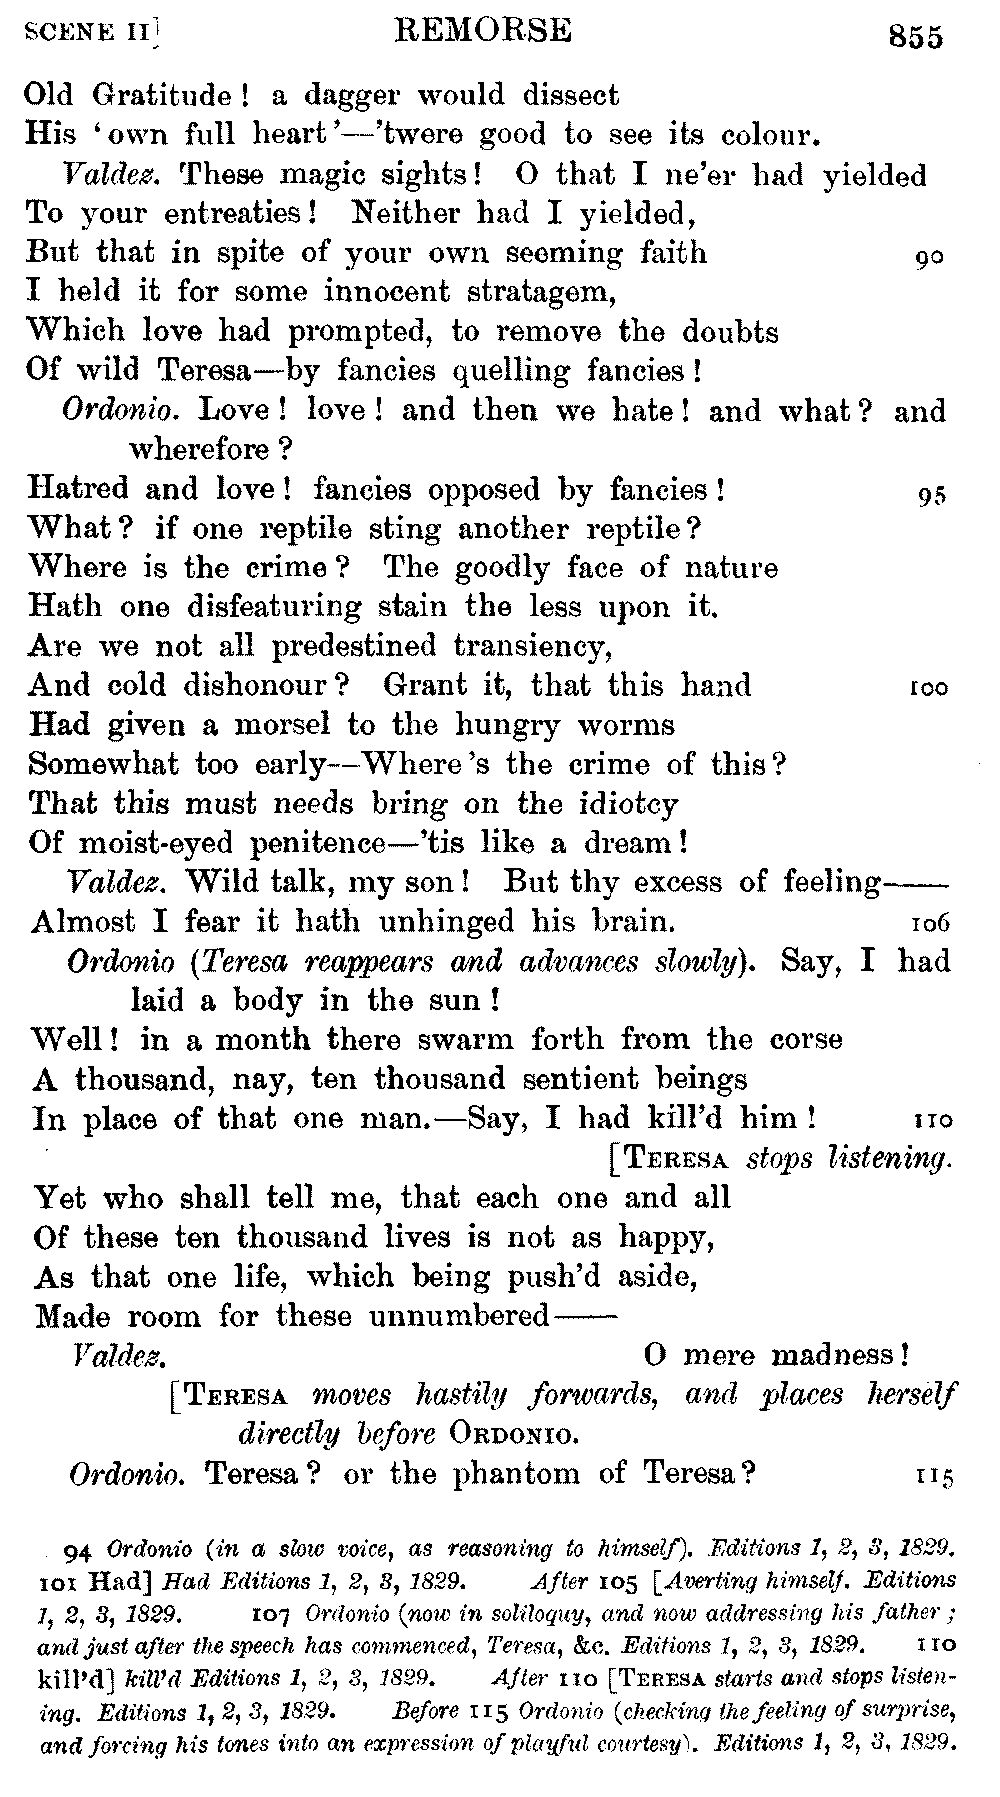 SCENE II] REMORSE 855
Old Gratitude! a dagger would dissect
His 'own full heart'—'twere good to see its colour.
Valdez. These magic sights! O that I ne'er had yielded
To your entreaties! Neither had I yielded,
But that in spite of your own seeming faith 90
I held it for some innocent stratagem,
Which love had prompted, to remove the doubts
Of wild Teresa—by fancies quelling fancies!
Ordonio. Love! love! and then we hate! and what? and
wherefore?
Hatred and love! fancies opposed by fancies! 95
What? if one reptile sting another reptile?
Where is the crime? The goodly face of nature
Hath one disfeaturing stain the less upon it.
Are we not all predestined transiency,
And cold dishonour? Grant it, that this hand 100
Had given a morsel to the hungry worms
Somewhat too early--Where's the crime of this?
That this must needs bring on the idiotcy
Of moist-eyed penitence—'tis like a dream!
Valdez. Wild talk, my son! But thy excess of feeling——
Almost I fear it hath unhinged his brain. 106
Ordonio (Teresa reappears and advances slowly). Say, I had
laid a body in the sun!
Well! in a month there swarm forth from the corse
A thousand, nay, ten thousand sentient beings
In place of that one man.—Say, I had kill'd him! 110
[TERESA stops listening.
Yet who shall tell me, that each one and all
Of these ten thousand lives is not as happy,
As that one life, which being push'd aside,
Made room for these unnumbered——
Valdez. O mere madness!
[TERESA moves hastily forwards, and places herself
directly before ORDONIO.
Ordonio. Teresa? or the phantom of Teresa? 115
94 Ordonio (in a slow voice, as reasoning to himself). Editions 1, 2, 3, 1829.
101 Had] Had Editions 1, 2, 3, 1829. After 105 [Averting himself. Editions
1, 2, 3, 1829. 107 Ordonio (now in soliloquy, and now addressing his father;
and just after the speech has commenced, Teresa, &c. Editions 1, 2, 3, 1829. 110
kill'd] kill'd Editions 1, 2, 3, 1829. After 110 [TERESA starts and stops listen-
ing. Editions 1, 2, 3, 1829. Before 115 Ordonio (checking the feeling of surprise,
and forcing his tones into an expression of playful courtesy). Editions 1, 2, 3, 1829.